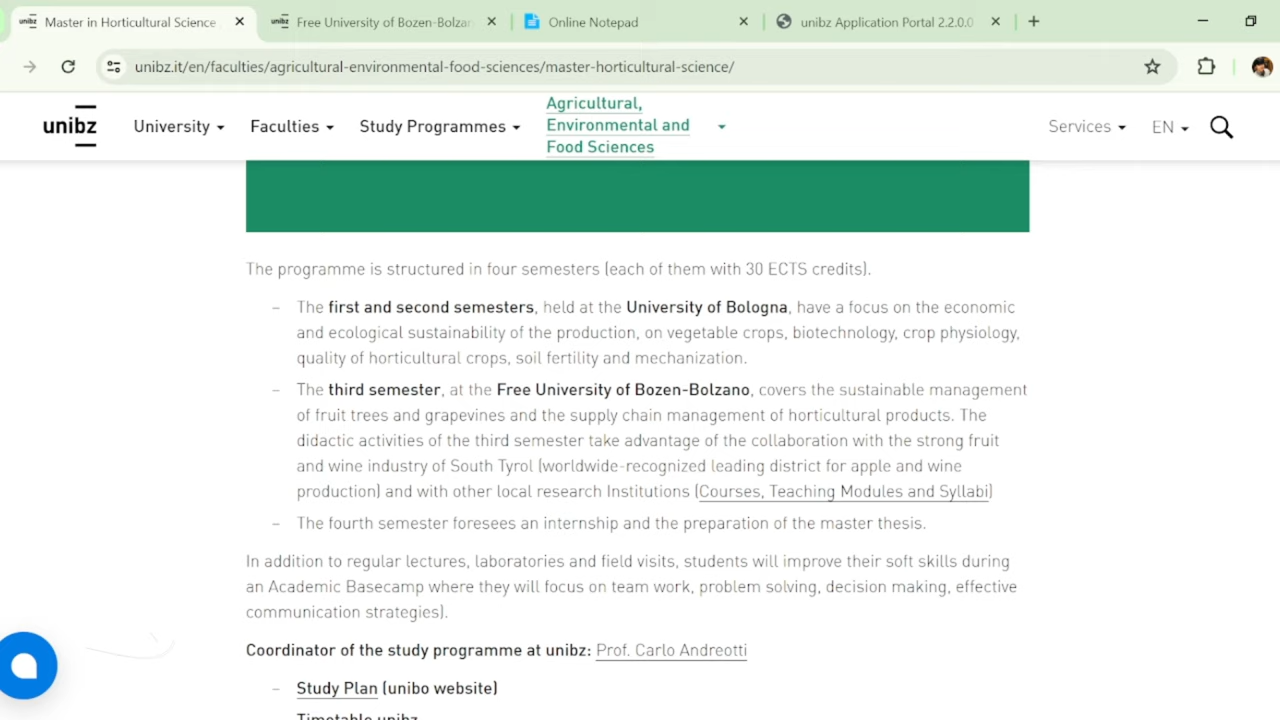 unibz Master in Horticultural Science
unibz Free University of Bozen-Bolzan
Online Notepad
unibz Application Portal 2.2.0.0
unibz.it/en/faculties/agricultural-environmental-food-sciences/master-horticultural-science/
unibz
University
Faculties
Study Programmes
Agricultural,
Environmental and
Food Sciences
Services
EN
The programme is structured in four semesters (each of them with 30 ECTS credits).
– The first and second semesters, held at the University of Bologna, have a focus on the economic
and ecological sustainability of the production, on vegetable crops, biotechnology, crop physiology,
quality of horticultural crops, soil fertility and mechanization.
– The third semester, at the Free University of Bozen-Bolzano, covers the sustainable management
of fruit trees and grapevines and the supply chain management of horticultural products. The
didactic activities of the third semester take advantage of the collaboration with the strong fruit
and wine industry of South Tyrol (worldwide-recognized leading district for apple and wine
production) and with other local research Institutions (Courses, Teaching Modules and Syllabi)
– The fourth semester foresees an internship and the preparation of the master thesis.
In addition to regular lectures, laboratories and field visits, students will improve their soft skills during
an Academic Basecamp where they will focus on team work, problem solving, decision making, effective
communication strategies).
Coordinator of the study programme at unibz: Prof. Carlo Andreotti
– Study Plan (unibo website)
Timetable unibz